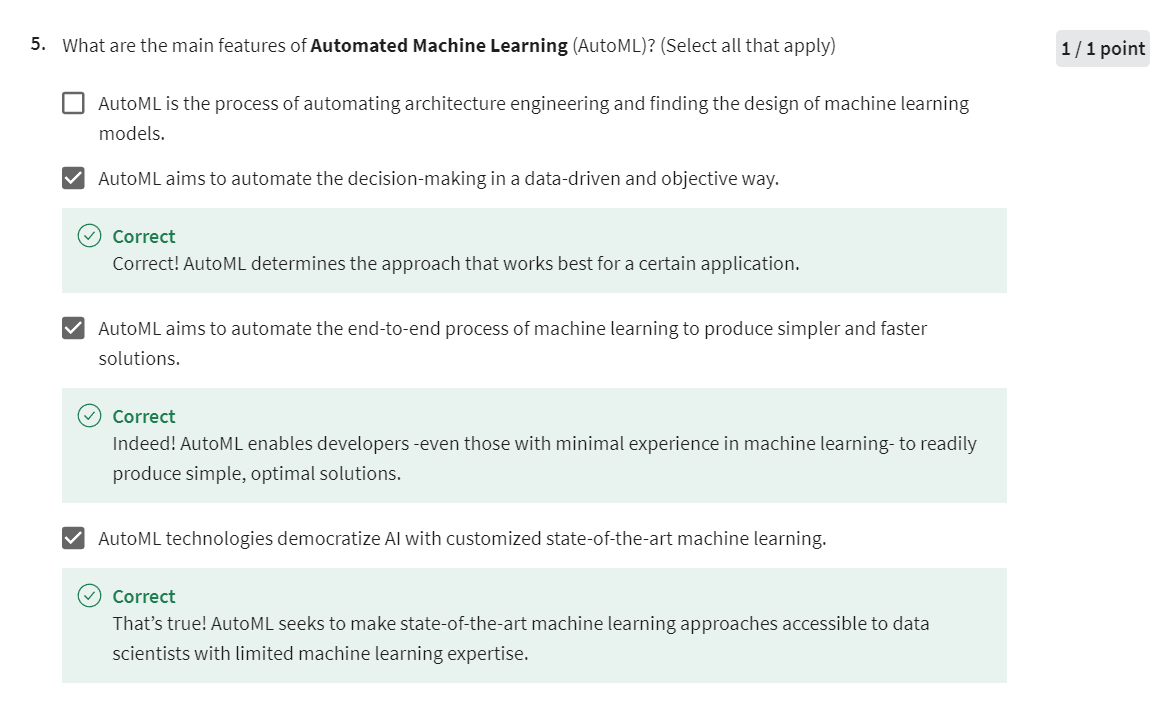 5. What are the main features of Automated Machine Learning (AutoML)? (Select all that apply)
1 / 1 point
AutoML is the process of automating architecture engineering and finding the design of machine learning
models.
AutoML aims to automate the decision-making in a data-driven and objective way.
Correct
Correct! AutoML determines the approach that works best for a certain application.
AutoML aims to automate the end-to-end process of machine learning to produce simpler and faster
solutions.
Correct
Indeed! AutoML enables developers -even those with minimal experience in machine learning- to readily
produce simple, optimal solutions.
AutoML technologies democratize AI with customized state-of-the-art machine learning.
Correct
That’s true! AutoML seeks to make state-of-the-art machine learning approaches accessible to data
scientists with limited machine learning expertise.